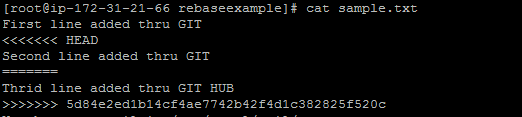 [root@ip-172-31-21-66 rebaseexample]# cat sample.txt
First line added thru GIT
<<<<<<< HEAD
Second line added thru GIT
=======
Thrid line added thru GIT HUB
>>>>>>> 5d84e2ed1b14cf4ae7742b42f4d1c382825f520c